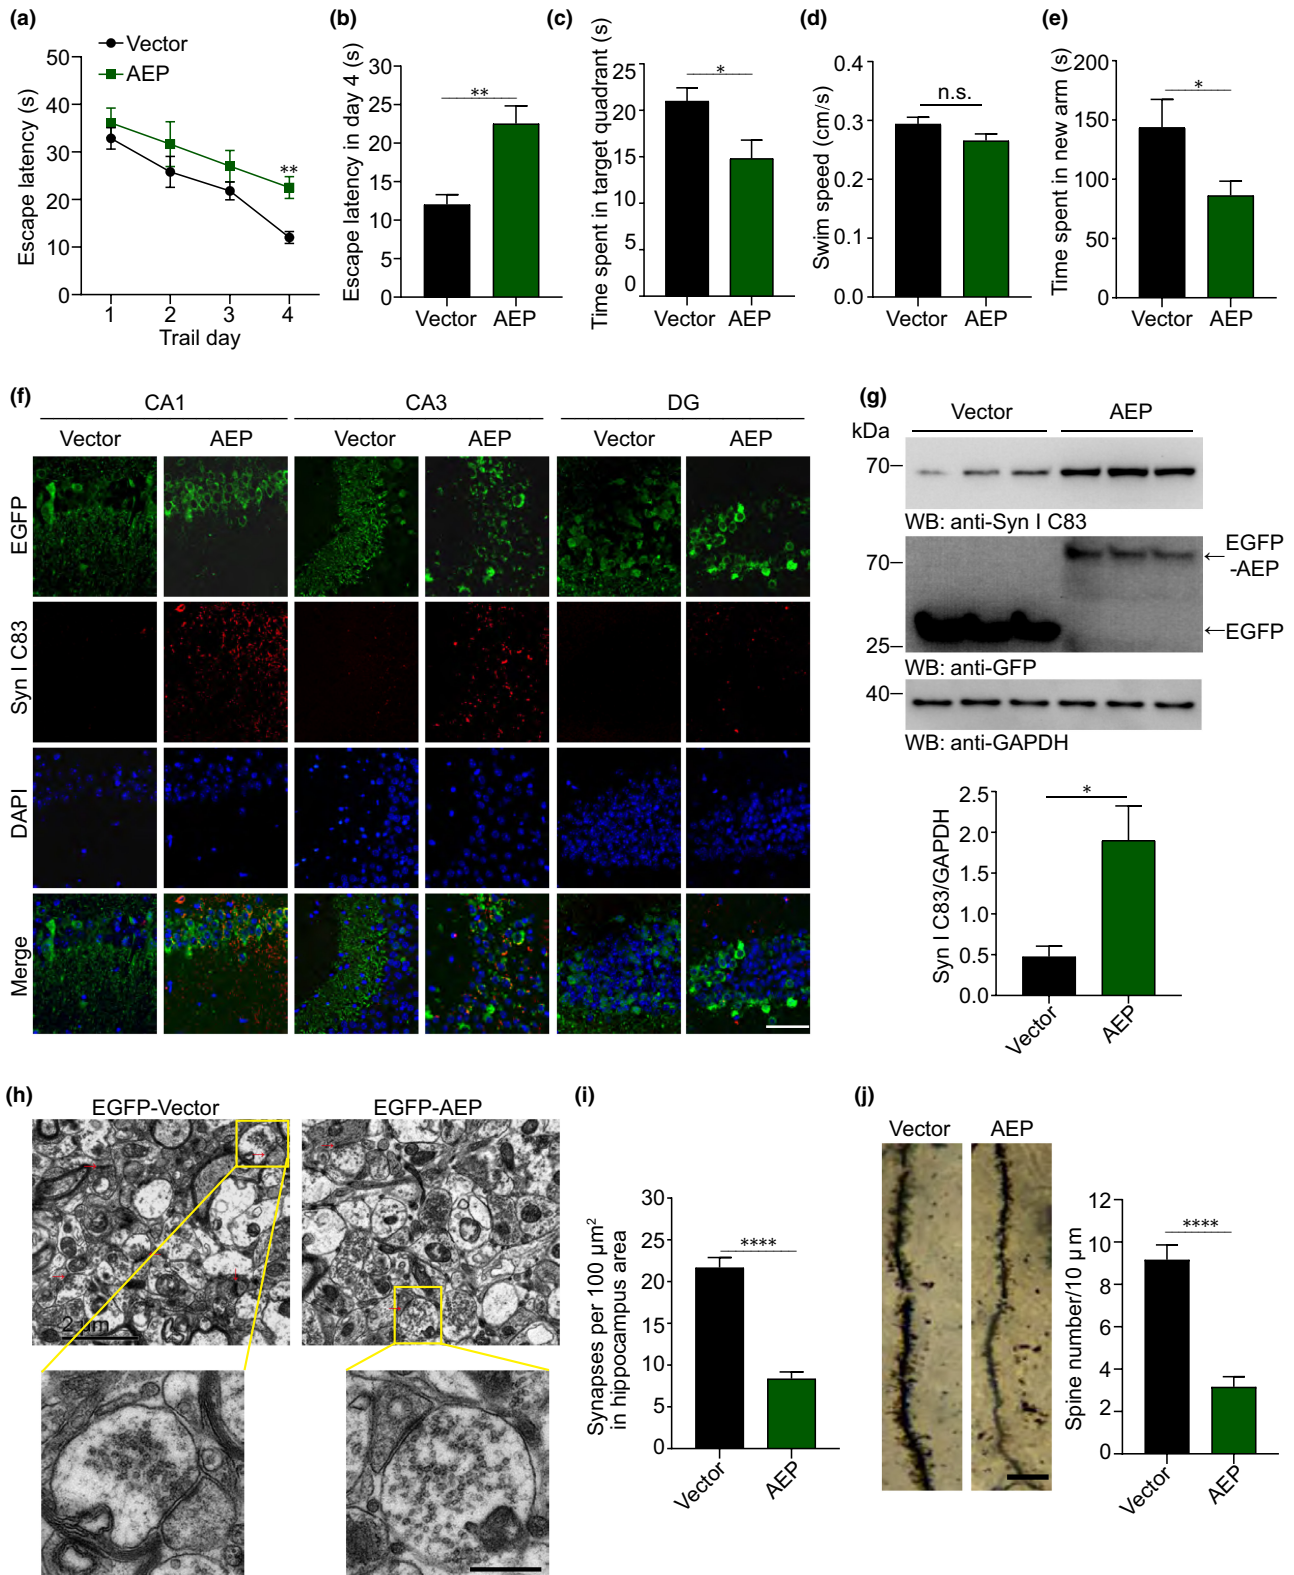 (a)
Vector
AEP
Escape latency (s)
50
40
30
20
10
0
**
1 2 3 4
Trail day
(b)
Escape latency in day 4 (s)
30
25
20
15
10
5
0
**
Vector AEP
(c)
Time spent in target quadrant (s)
25
20
15
10
5
0
*
Vector AEP
(d)
Swim speed (cm/s)
0.4
0.3
0.2
0.1
0.0
n.s.
Vector AEP
(e)
Time spent in new arm (s)
200
150
100
50
0
*
Vector AEP
(f)
CA1 CA3 DG
Vector AEP Vector AEP Vector AEP
EGFP
Syn I C83
DAPI
Merge
(g)
Vector AEP
kDa
70
WB: anti-Syn I C83
70
EGFP
-AEP
←EGFP
25
WB: anti-GFP
40
WB: anti-GAPDH
Syn I C83/GAPDH
2.5
2.0
1.5
1.0
0.5
0.0
*
Vector AEP
(h)
EGFP-Vector EGFP-AEP
2 µm
(i)
Synapses per 100 µm²
in hippocampus area
30
20
10
0
****
Vector AEP
(j)
Vector AEP
Spine number/10 µm
12
10
8
6
4
2
0
****
Vector AEP